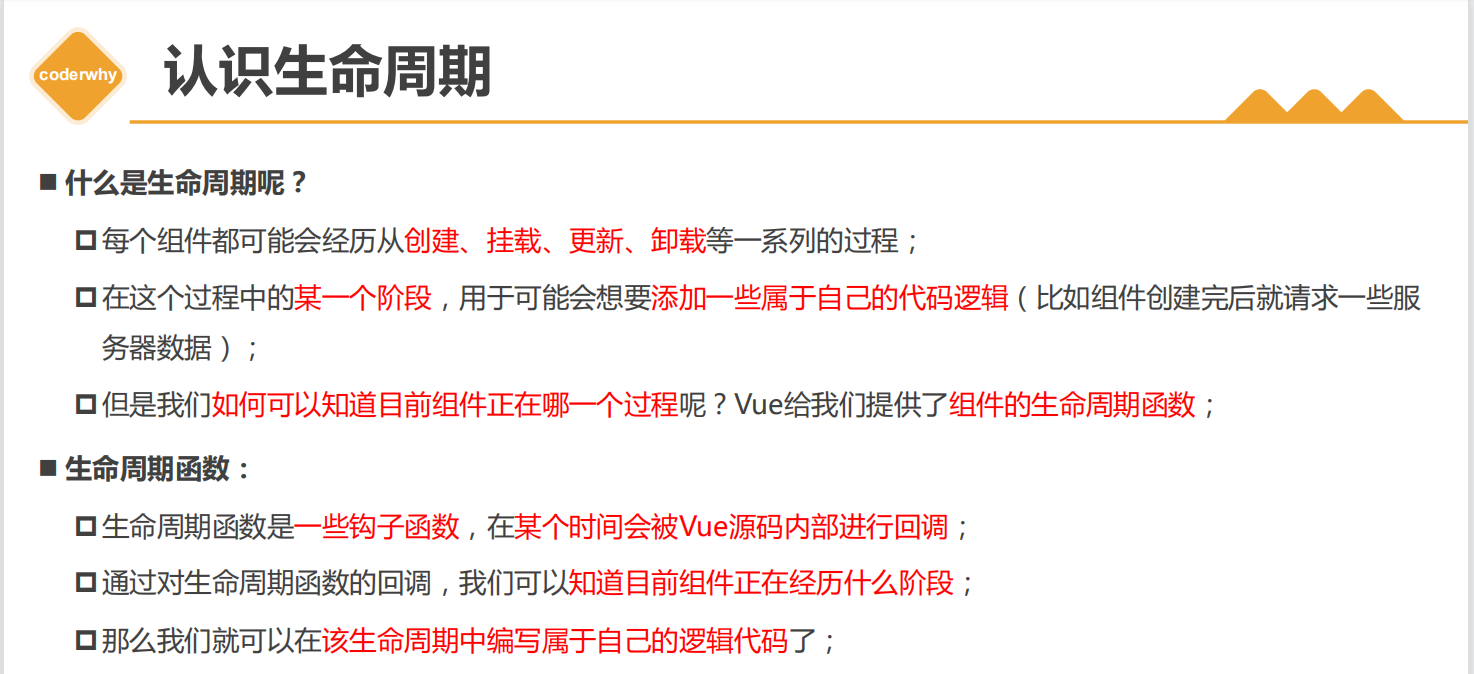 coderwhy
认识生命周期
什么是生命周期呢？
每个组件都可能会经历从创建、挂载、更新、卸载等一系列的过程；
在这个过程中的某一个阶段，用于可能会想要添加一些属于自己的代码逻辑（比如组件创建完后就请求一些服
务器数据）；
但是我们如何可以知道目前组件正在哪一个过程呢？Vue给我们提供了组件的生命周期函数；
生命周期函数：
生命周期函数是一些钩子函数，在某个时间会被Vue源码内部进行回调；
通过对生命周期函数的回调，我们可以知道目前组件正在经历什么阶段；
那么我们就可以在该生命周期中编写属于自己的逻辑代码了；